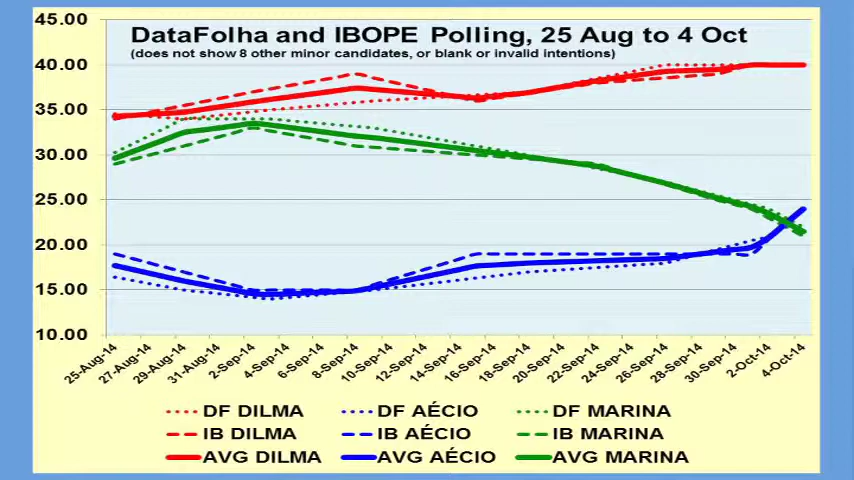 DataFolha and IBOPE Polling, 25 Aug to 4 Oct
(does not show 8 other minor candidates, or blank or invalid intentions)
45.00
40.00
35.00
30.00
25.00
20.00
15.00
10.00
25-Aug-14
27-Aug-14
29-Aug-14
31-Aug-14
2-Sep-14
4-Sep-14
6-Sep-14
8-Sep-14
10-Sep-14
12-Sep-14
14-Sep-14
16-Sep-14
18-Sep-14
20-Sep-14
22-Sep-14
24-Sep-14
26-Sep-14
28-Sep-14
30-Sep-14
2-Oct-14
4-Oct-14
DF DILMA DF AÉCIO DF MARINA
IB DILMA IB AÉCIO IB MARINA
AVG DILMA AVG AÉCIO AVG MARINA